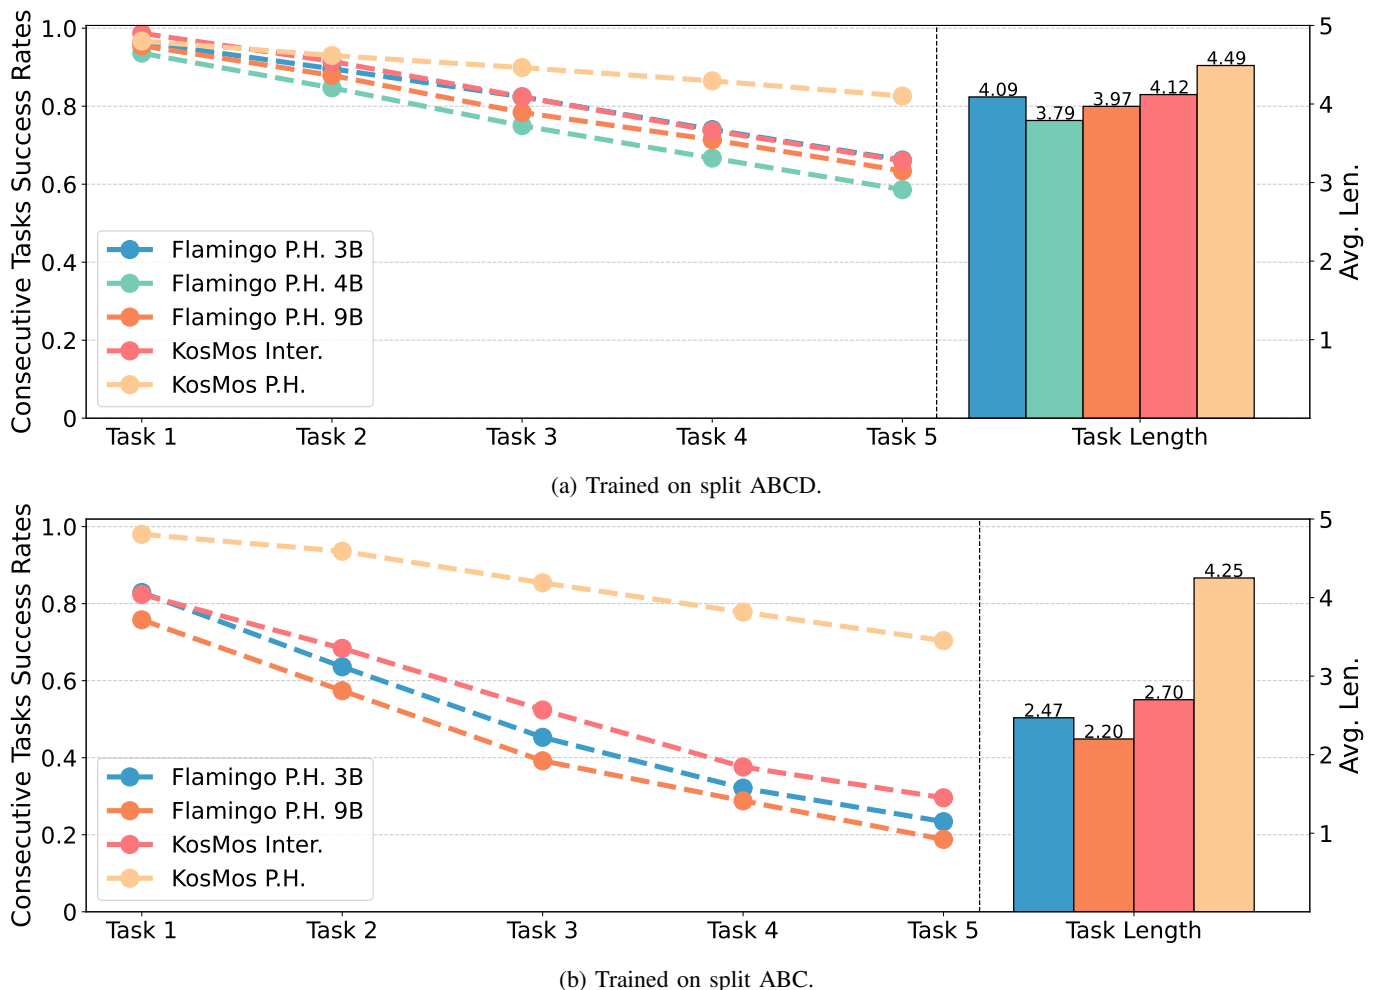 Consecutive Tasks Success Rates
1.0
0.8
0.6
0.4
0.2
0
Flamingo P.H. 3B
Flamingo P.H. 4B
Flamingo P.H. 9B
KosMos Inter.
KosMos P.H.
Task 1
Task 2
Task 3
Task 4
Task 5
4.09
3.79
3.97
4.12
4.49
Task Length
5
4
3
2
1
Avg. Len.
(a) Trained on split ABCD.
Consecutive Tasks Success Rates
1.0
0.8
0.6
0.4
0.2
0
Flamingo P.H. 3B
Flamingo P.H. 9B
KosMos Inter.
KosMos P.H.
Task 1
Task 2
Task 3
Task 4
Task 5
2.47
2.20
2.70
4.25
Task Length
5
4
3
2
1
Avg. Len.
(b) Trained on split ABC.